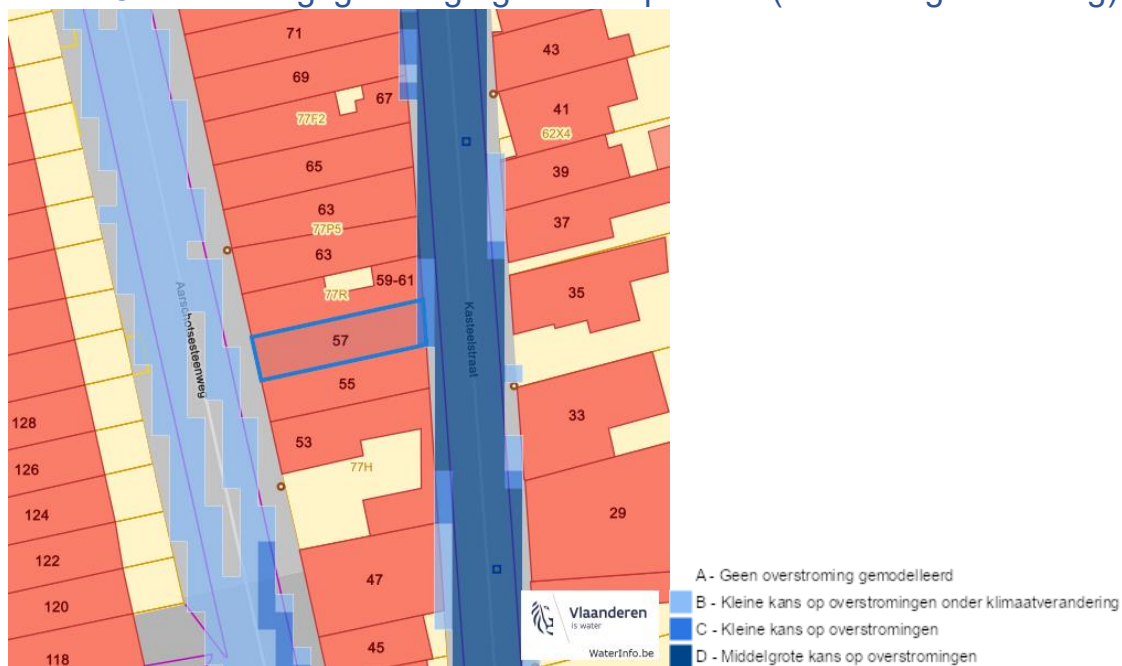 71
43
69
67
41
77F2
62X4
65
39
63
37
77P5
63
59-61
35
77R
Aarschotsesteenweg
Kasteelstraat
57
55
33
128
53
126
77H
124
29
122
47
120
118
45
Vlaanderen
is water
WaterInfo.be
A - Geen overstroming gemodelleerd
B - Kleine kans op overstromingen onder klimaatverandering
C - Kleine kans op overstromingen
D - Middelgrote kans op overstromingen